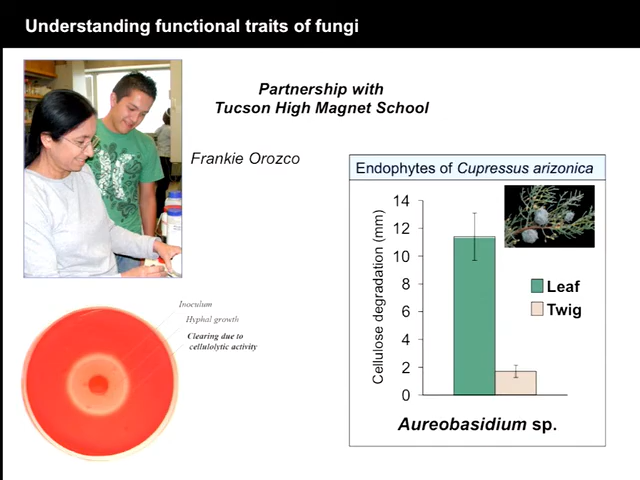 Understanding functional traits of fungi
Partnership with
Tucson High Magnet School
Frankie Orozco
Endophytes of Cupressus arizonica
Cellulose degradation (mm)
14
12
10
8
6
4
2
0
Leaf
Twig
Aureobasidium sp.
Inoculum
Hyphal growth
Clearing due to
cellulolytic activity